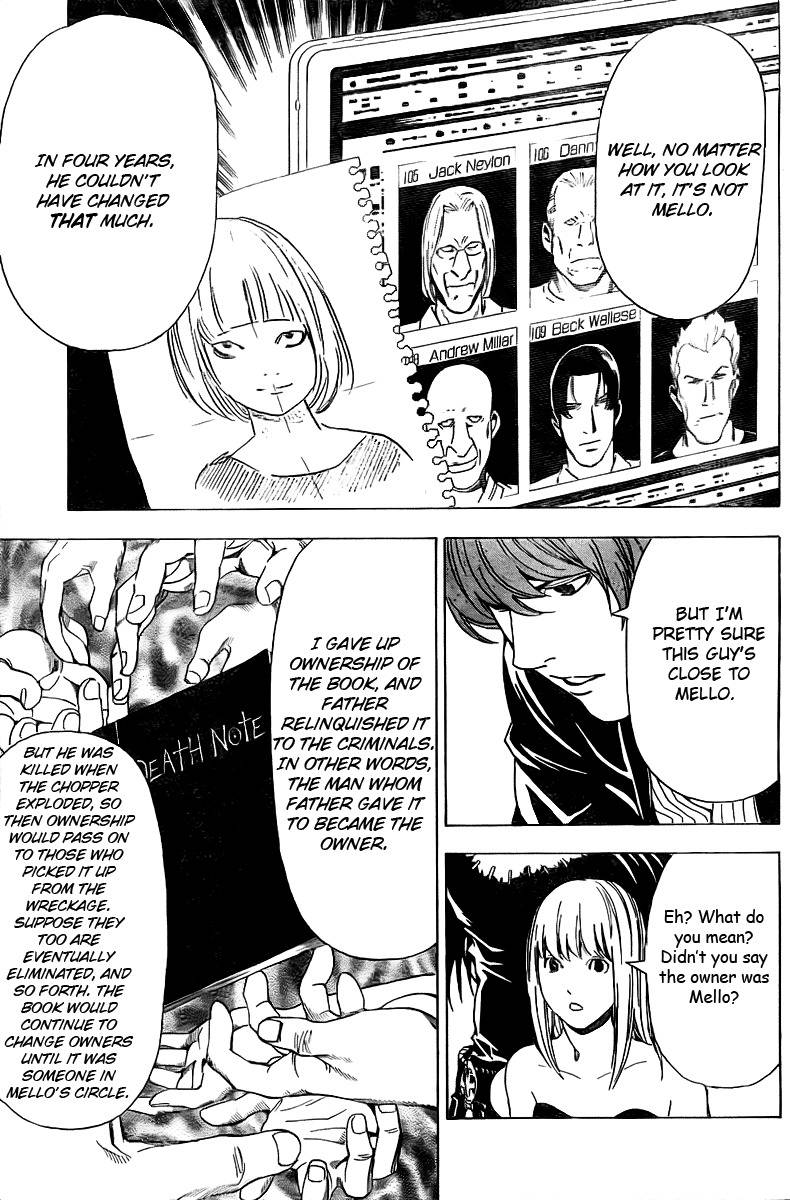 WELL, NO MATTER
HOW YOU LOOK
AT IT, IT'S NOT
MELLO.
IN FOUR YEARS,
HE COULDN'T
HAVE CHANGED
THAT MUCH.
105 Jack Neylon
106 Dann
Andrew Millar
109 Beck Wallese
BUT I'M
PRETTY SURE
THIS GUY'S
CLOSE TO
MELLO.
Eh? What do
you mean?
Didn't you say
the owner was
Mello?
I GAVE UP
OWNERSHIP OF
THE BOOK, AND
FATHER
RELINQUISHED IT
TO THE CRIMINALS.
IN OTHER WORDS,
THE MAN WHOM
FATHER GAVE IT
TO BECAME THE
OWNER.
DEATH NOTE
BUT HE WAS
KILLED WHEN
THE CHOPPER
EXPLODED, SO
THEN OWNERSHIP
WOULD PASS ON
TO THOSE WHO
PICKED IT UP
FROM THE
WRECKAGE.
SUPPOSE THEY
TOO ARE
EVENTUALLY
ELIMINATED, AND
SO FORTH. THE
BOOK WOULD
CONTINUE TO
CHANGE OWNERS
UNTIL IT WAS
SOMEONE IN
MELLO'S CIRCLE.